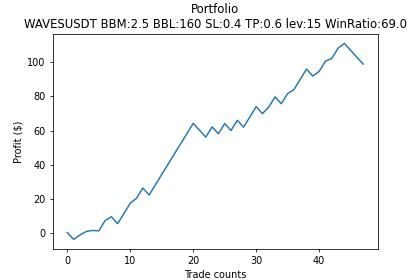 Portfolio
WAVESUSDT BBM:2.5 BBL:160 SL:0.4 TP:0.6 lev:15 WinRatio:69.0
100
80
60
40
20
0
Profit ($)
0 10 20 30 40
Trade counts